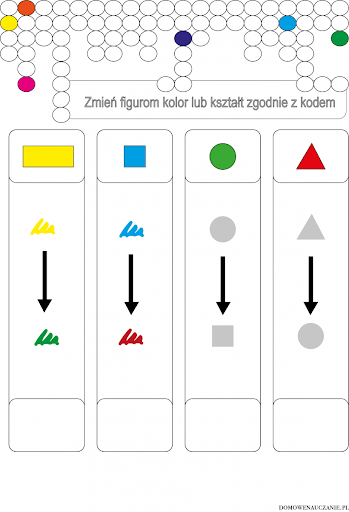 Zmień figurom kolor lub kształt zgodnie z kodem
DOMOWENAUCZANIE.PL